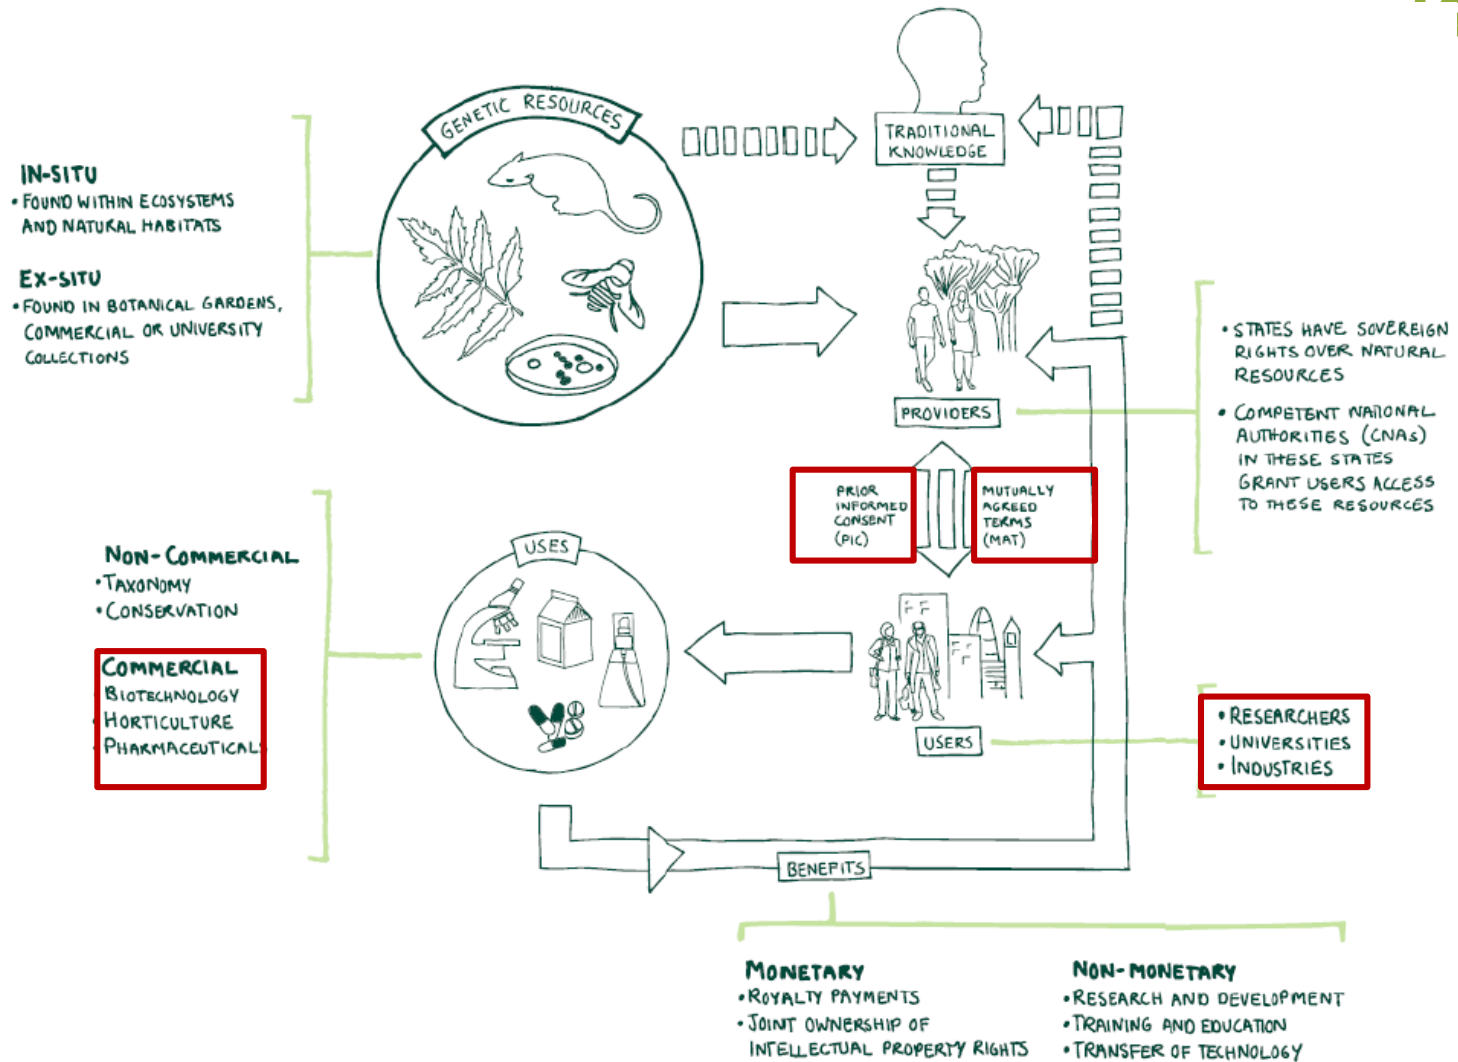 GENETIC RESOURCES
TRADITIONAL
KNOWLEDGE
IN-SITU
• FOUND WITHIN ECOSYSTEMS
AND NATURAL HABITATS
EX-SITU
• FOUND IN BOTANICAL GARDENS,
COMMERCIAL OR UNIVERSITY
COLLECTIONS
PROVIDERS
• STATES HAVE SOVEREIGN
RIGHTS OVER NATURAL
RESOURCES
• COMPETENT NATIONAL
AUTHORITIES (CNAs)
IN THESE STATES
GRANT USERS ACCESS
TO THESE RESOURCES
PRIOR
INFORMED
CONSENT
(PIC)
MUTUALLY
AGREED
TERMS
(MAT)
USES
NON-COMMERCIAL
• TAXONOMY
• CONSERVATION
COMMERCIAL
BIOTECHNOLOGY
• HORTICULTURE
• PHARMACEUTICALS
USERS
• RESEARCHERS
• UNIVERSITIES
• INDUSTRIES
BENEFITS
MONETARY
• ROYALTY PAYMENTS
• JOINT OWNERSHIP OF
INTELLECTUAL PROPERTY RIGHTS
NON-MONETARY
• RESEARCH AND DEVELOPMENT
• TRAINING AND EDUCATION
• TRANSFER OF TECHNOLOGY